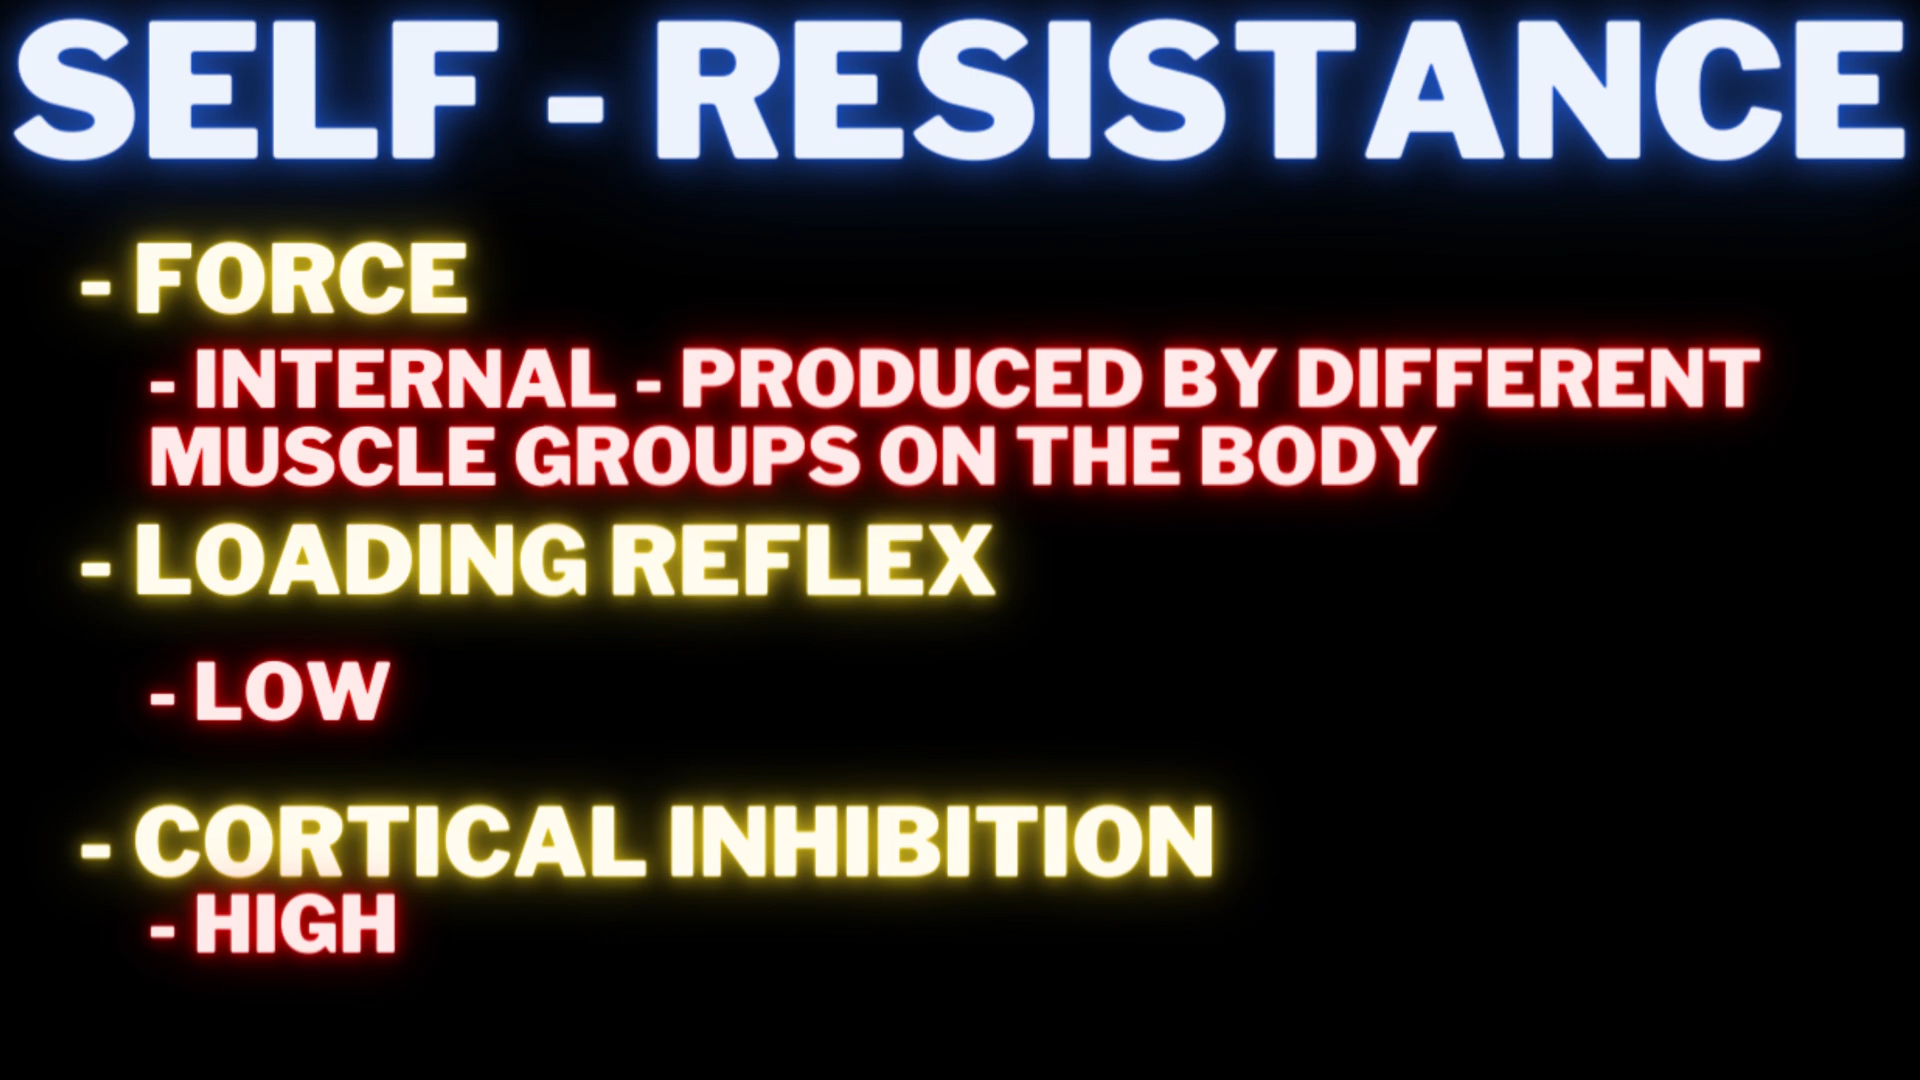 SELF - RESISTANCE
- FORCE
- INTERNAL - PRODUCED BY DIFFERENT
MUSCLE GROUPS ON THE BODY
- LOADING REFLEX
- LOW
- CORTICAL INHIBITION
- HIGH